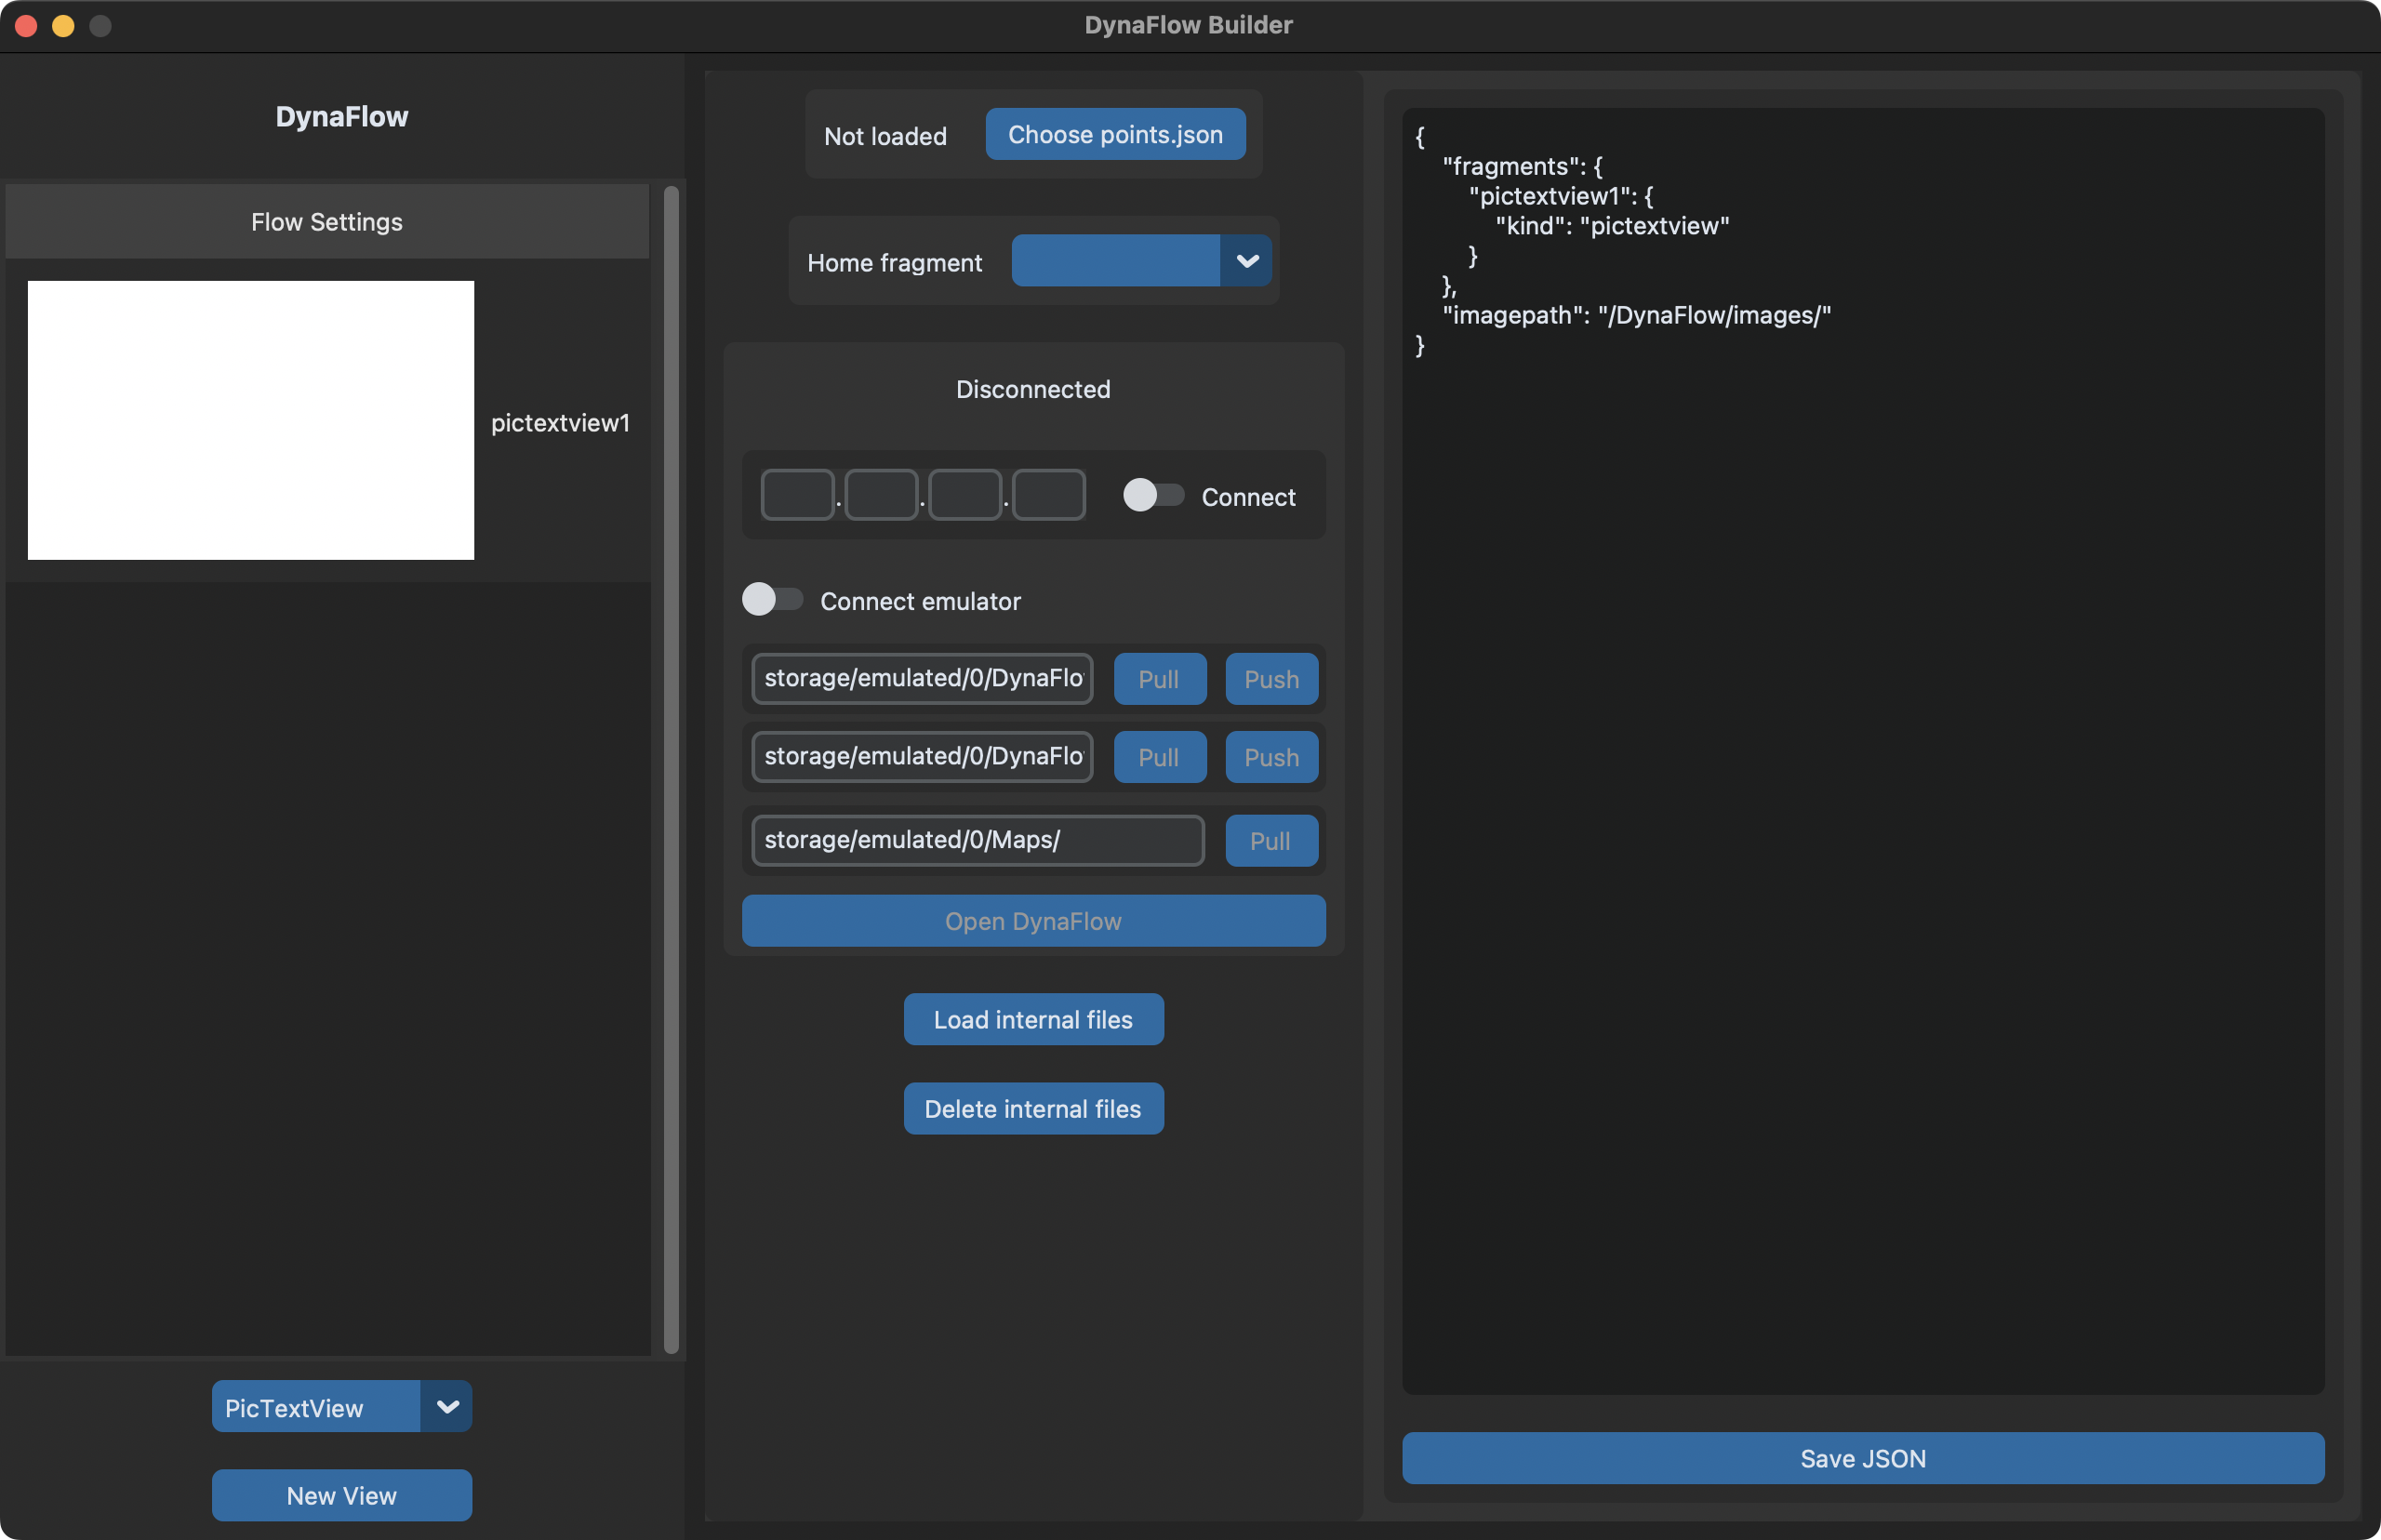 DynaFlow Builder
DynaFlow
Flow Settings
pictextview1
PicTextView
New View
Not loaded
Choose points.json
Home fragment
Disconnected
. . .
Connect
Connect emulator
storage/emulated/0/DynaFlo
Pull
Push
storage/emulated/0/DynaFlo
Pull
Push
storage/emulated/0/Maps/
Pull
Open DynaFlow
Load internal files
Delete internal files
{
"fragments": {
"pictextview1": {
"kind": "pictextview"
}
},
"imagepath": "/DynaFlow/images/"
}
Save JSON